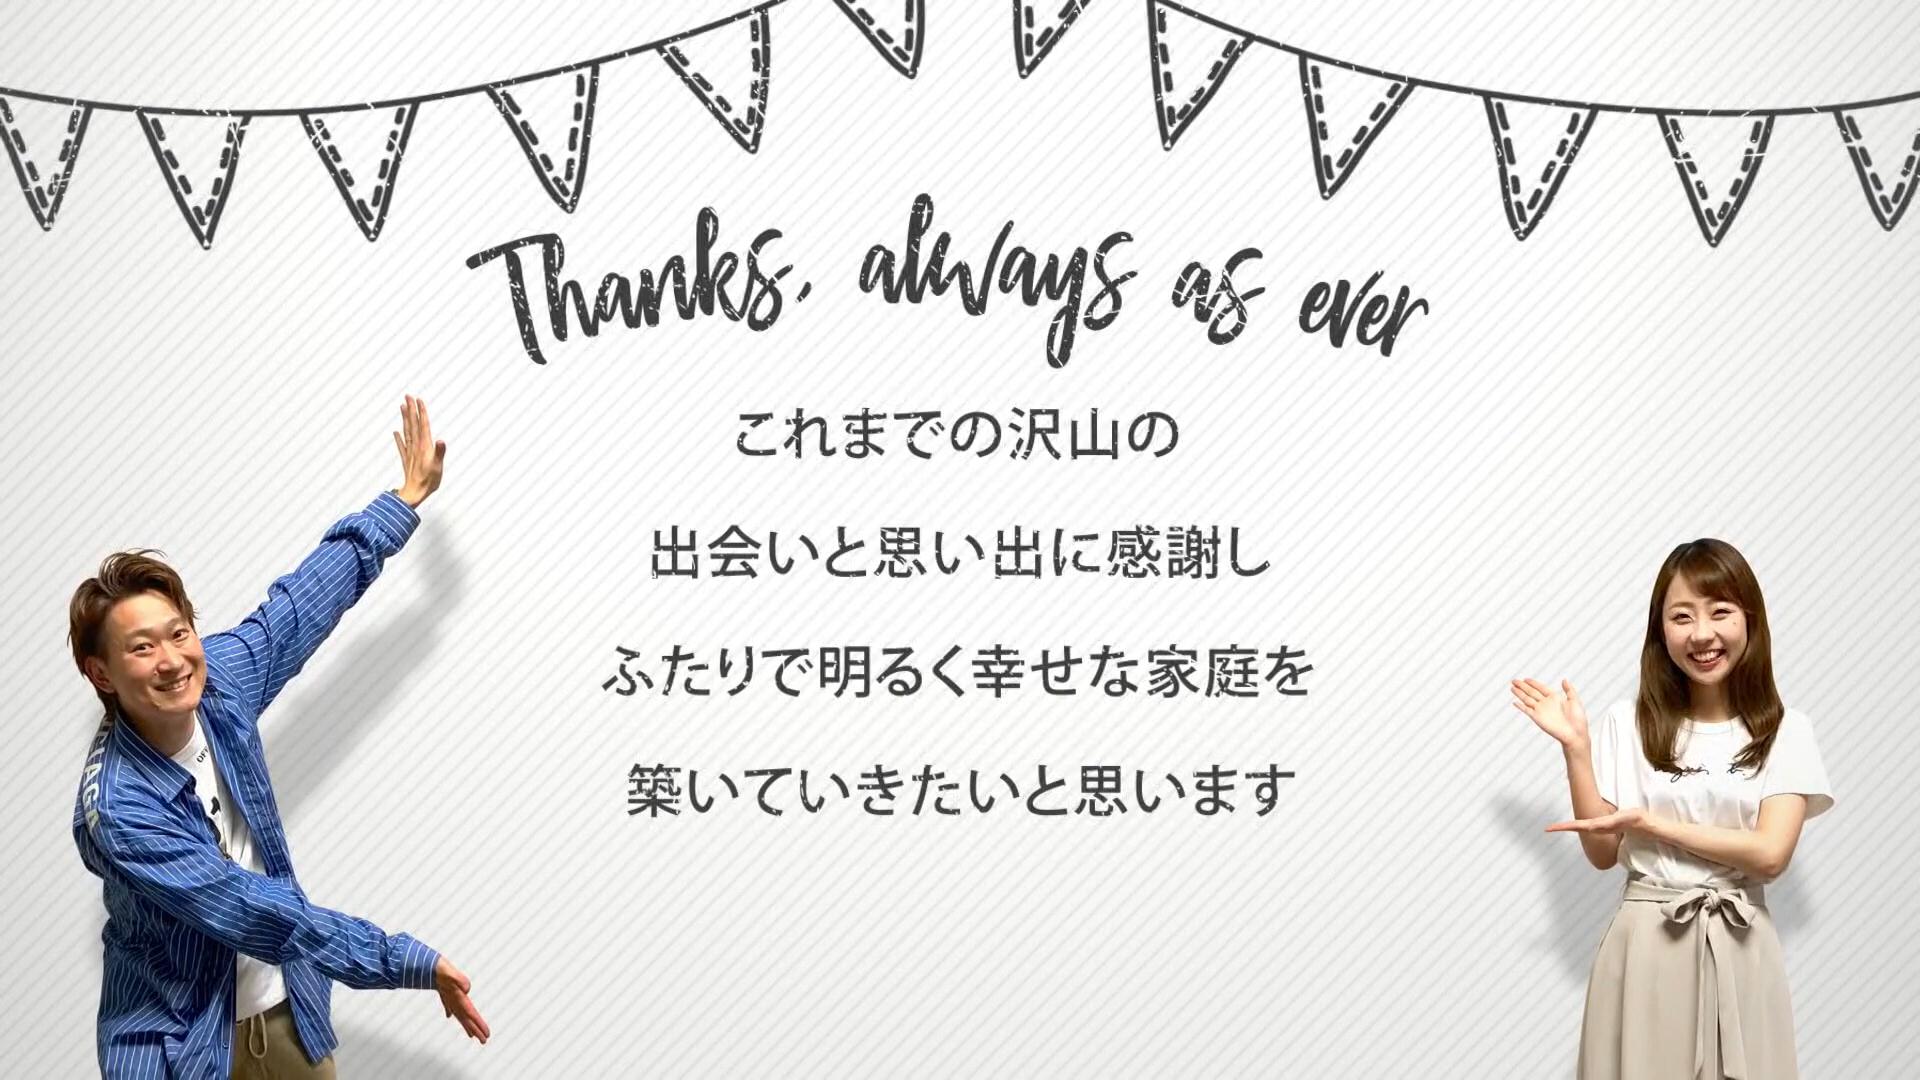 Thanks, always as ever
これまでの沢山の
出会いと思い出に感謝し
ふたりで明るく幸せな家庭を
築いていきたいと思います